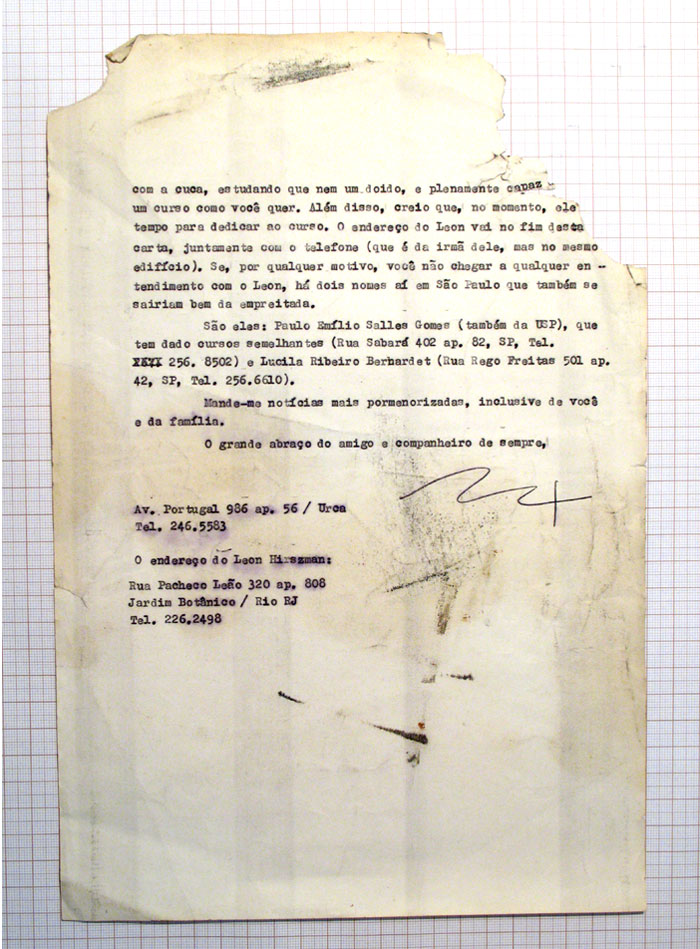 com a cuca, estudando que nem um doido, e plenamente capaz
um curso como você quer. Além disso, creio que, no momento, ele
tempo para dedicar ao curso. O endereço do Leon vai no fim desta
carta, juntamente com o telefone (que é da irmã dele, mas no mesmo
edifício). Se, por qualquer motivo, você não chegar a qualquer en -
tendimento com o Leon, há dois nomes aí em São Paulo que também se
sairiam bem da empreitada.
São eles: Paulo Emílio Salles Gomes (também da USP), que
tem dado cursos semelhantes (Rua Sabará 402 ap. 82, SP, Tel.
256. 8502) e Lucila Ribeiro Berhardet (Rua Rego Freitas 501 ap.
42, SP, Tel. 256.6610).
Mande-me notícias mais pormenorizadas, inclusive de você
e da família.
O grande abraço do amigo e companheiro de sempre,
Av. Portugal 986 ap. 56 / Urca
Tel. 246.5583
O endereço do Leon Hirszman:
Rua Pacheco Leão 320 ap. 808
Jardim Botânico / Rio RJ
Tel. 226.2498